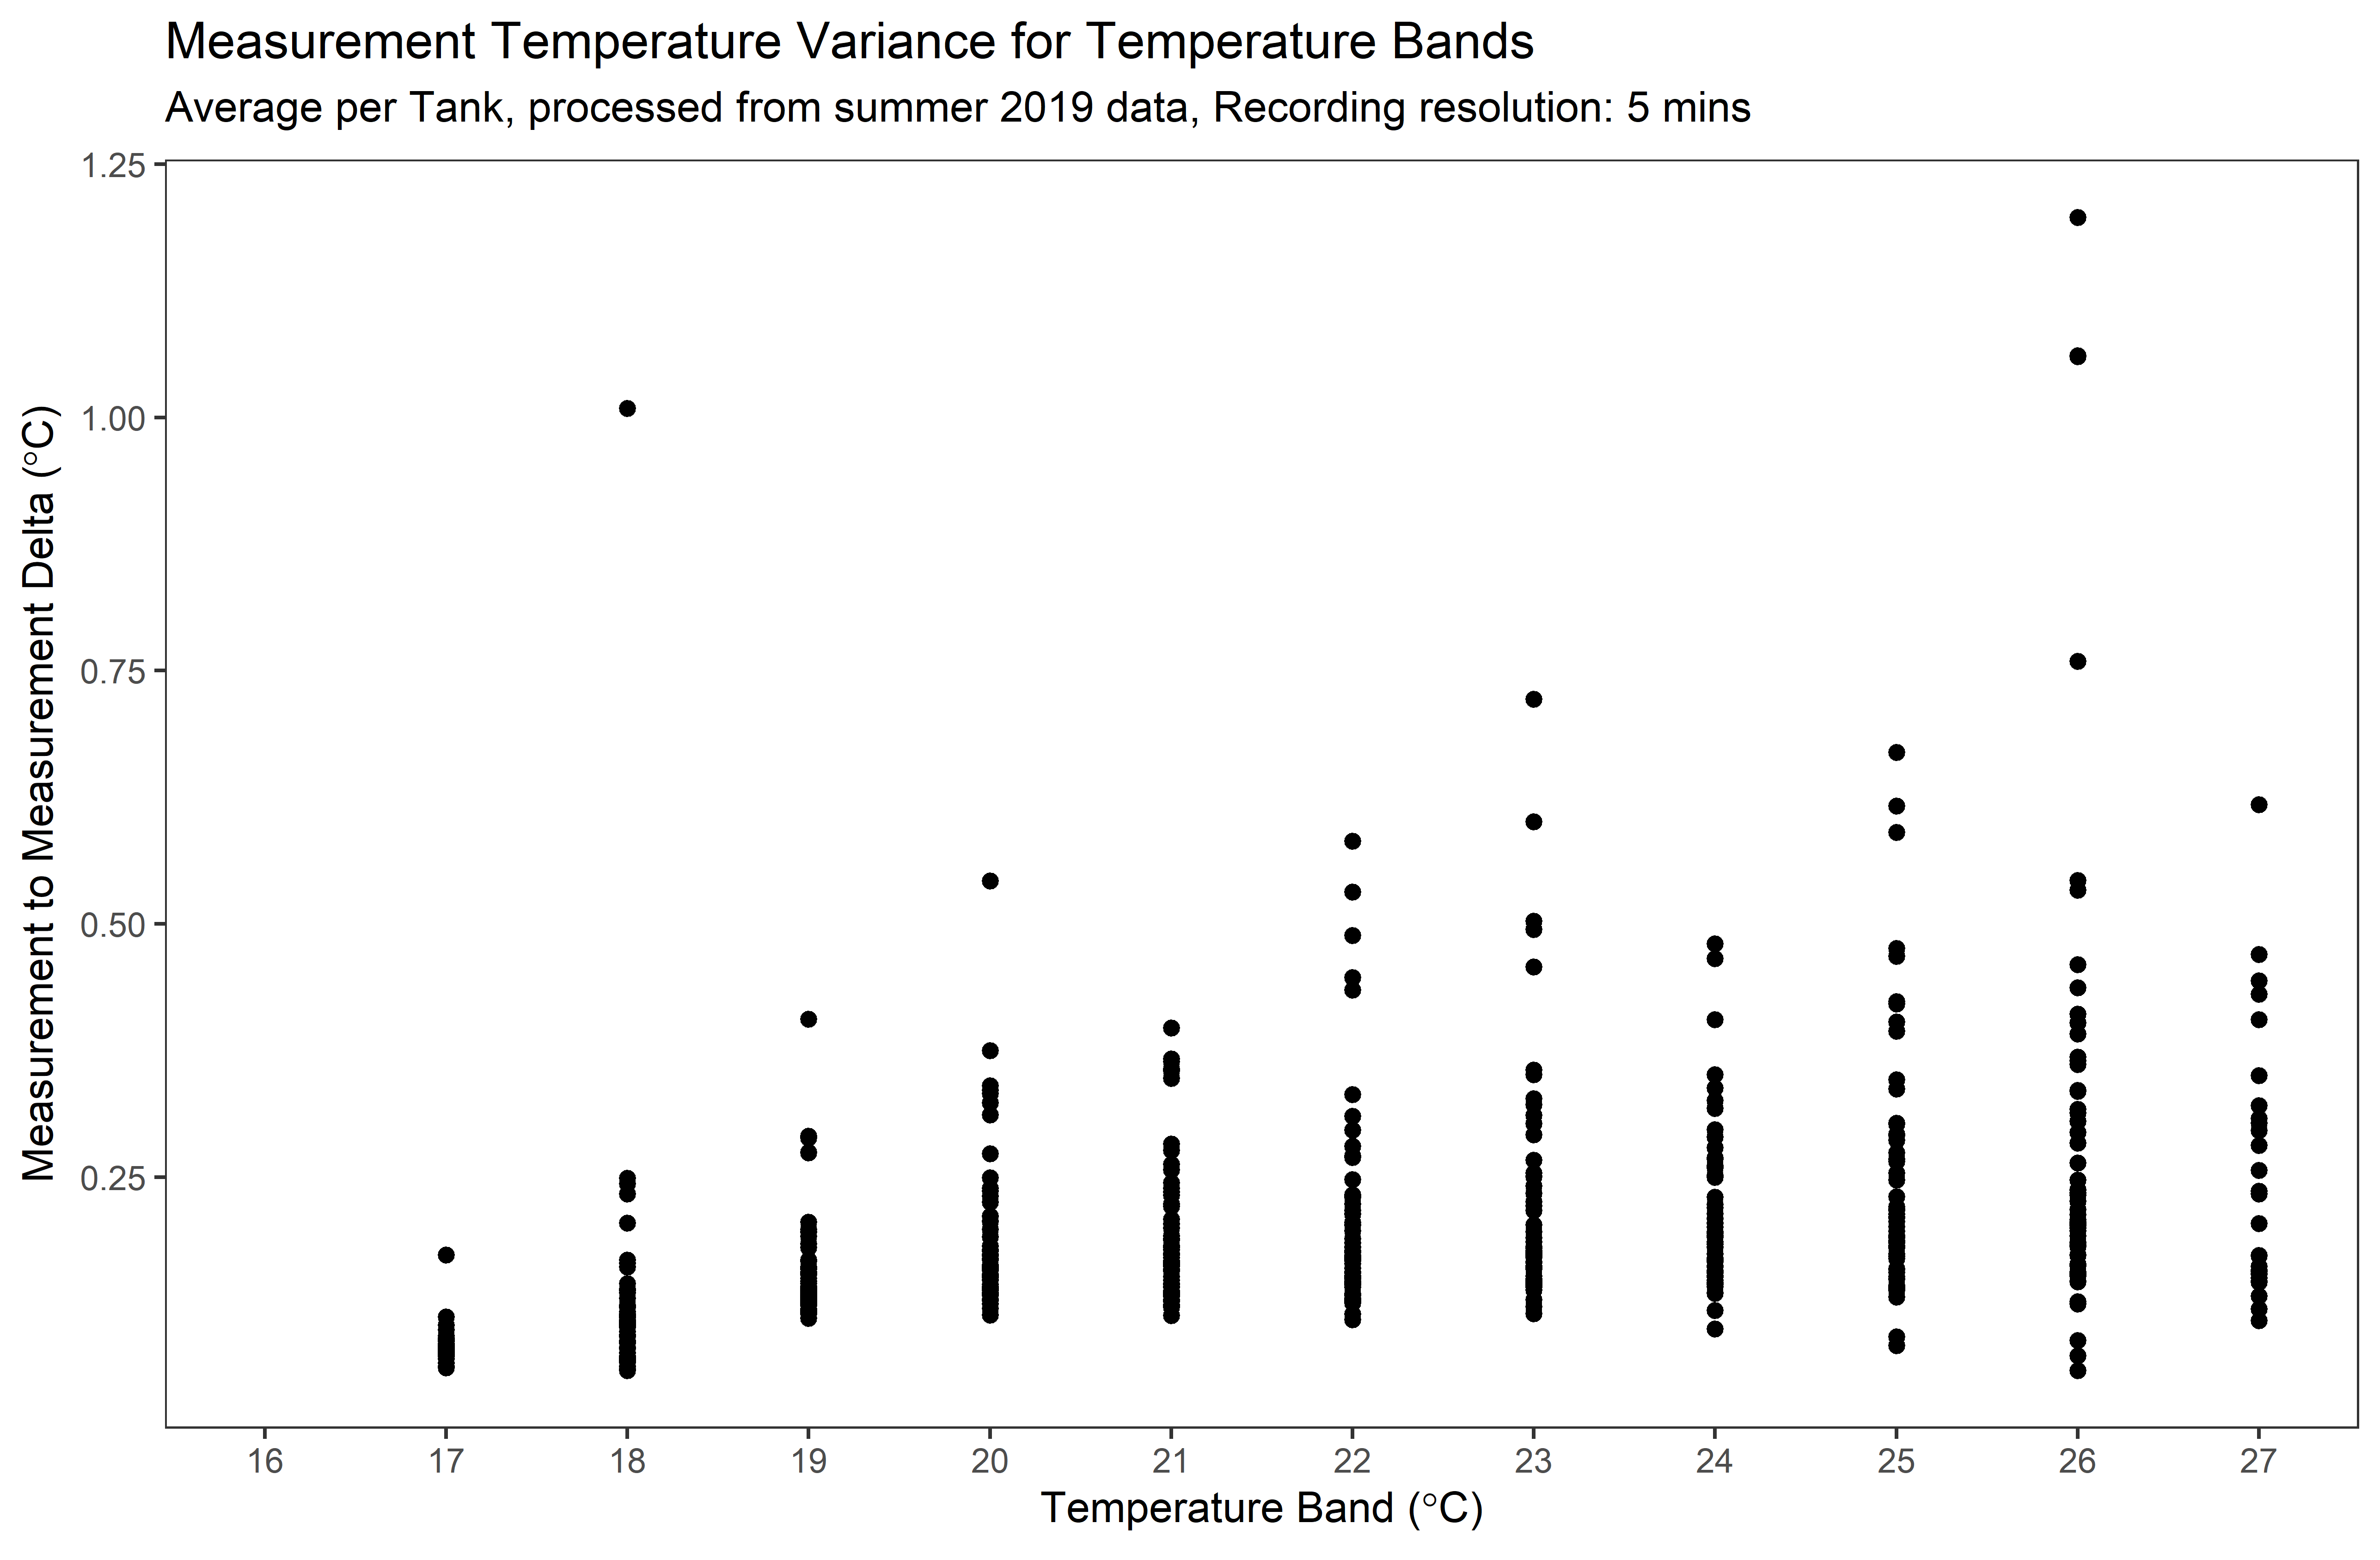 Measurement Temperature Variance for Temperature Bands
Average per Tank, processed from summer 2019 data, Recording resolution: 5 mins
Measurement to Measurement Delta (°C)
1.25
1.00
0.75
0.50
0.25
16 17 18 19 20 21 22 23 24 25 26 27
Temperature Band (°C)